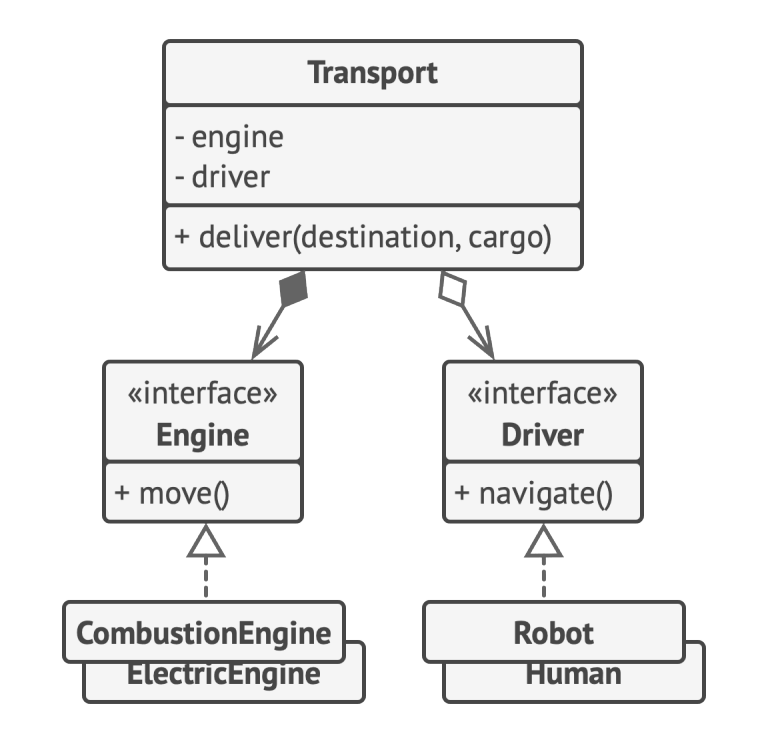 Transport
- engine
- driver
+ deliver(destination, cargo)
«interface»
Engine
+ move()
«interface»
Driver
+ navigate()
CombustionEngine
ElectricEngine
Robot
Human